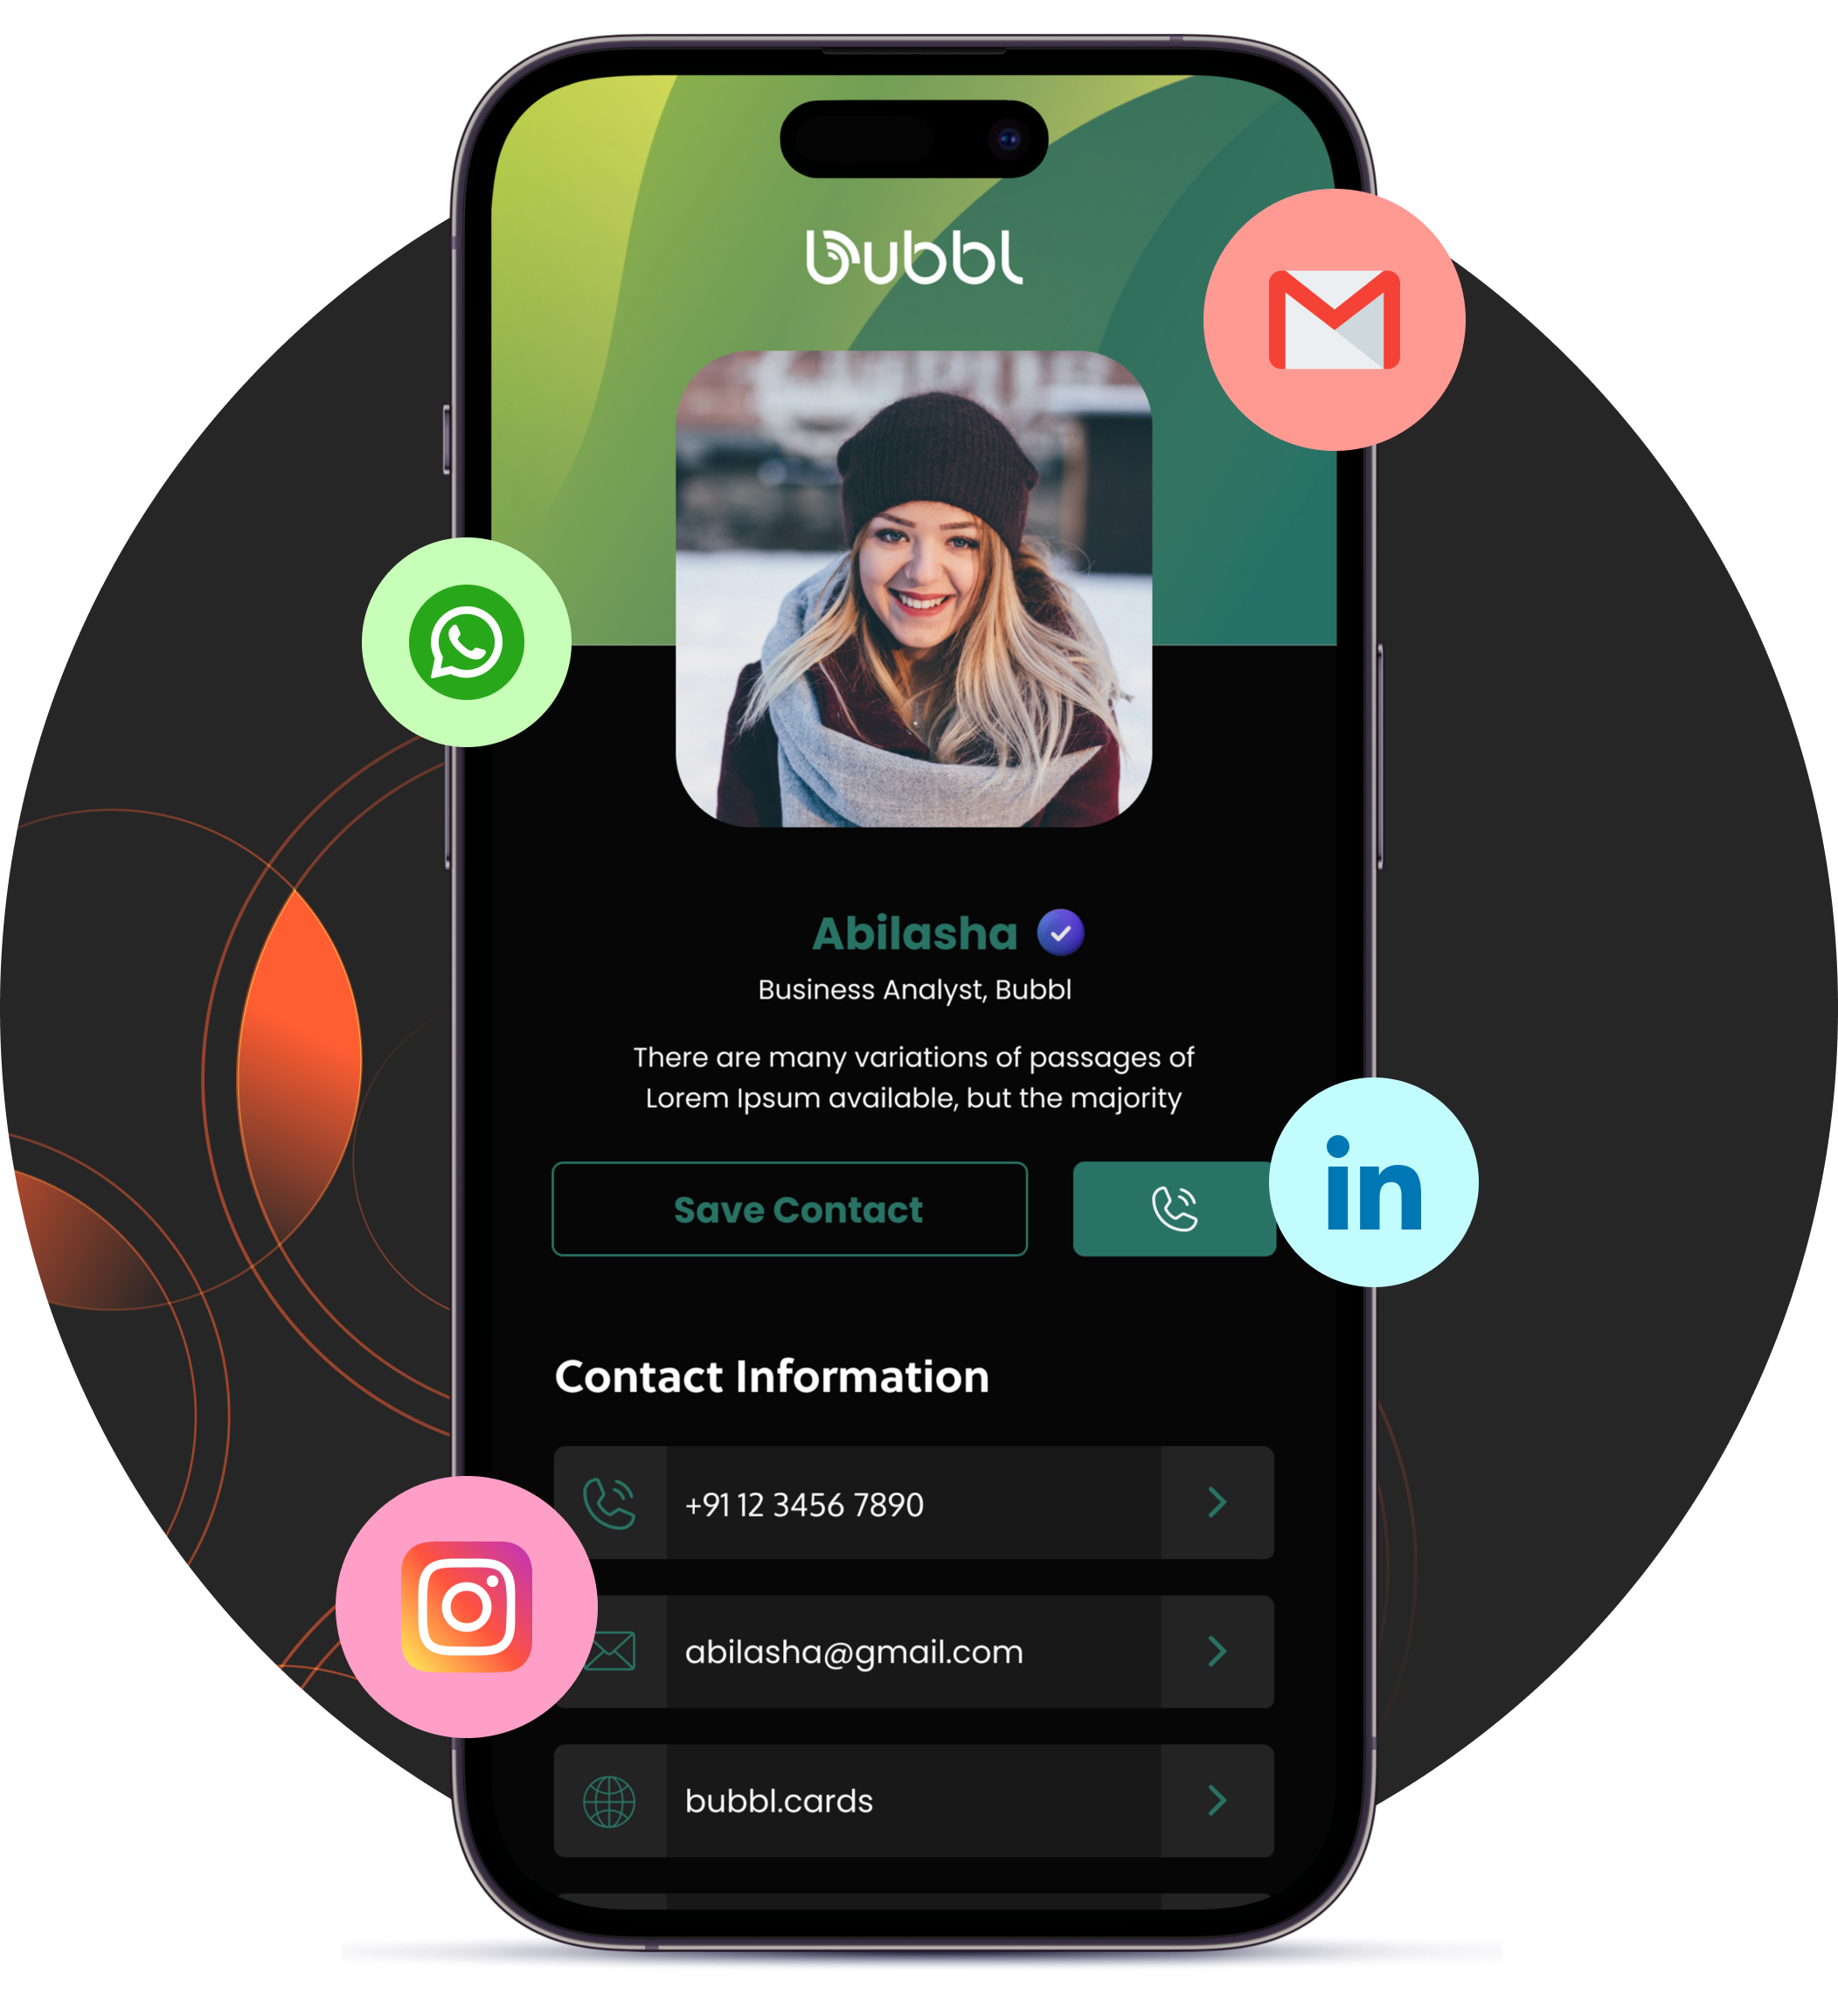 bubbl
Abilasha
Business Analyst, Bubbl
There are many variations of passages of
Lorem Ipsum available, but the majority
Save Contact
in
Contact Information
+91 12 3456 7890
abilasha@gmail.com
bubbl.cards